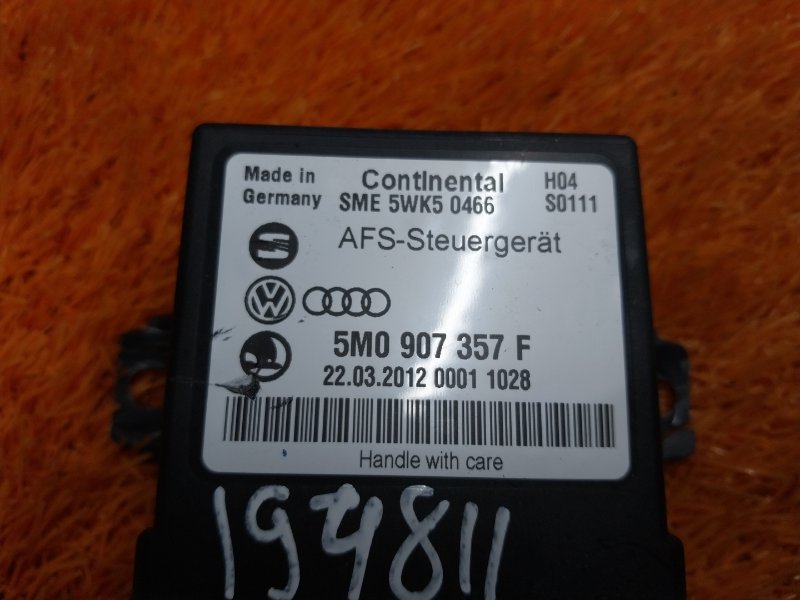 Made in Continental H04
Germany SME 5WK5 0466 S0111
AFS-Steuergerät
5M0 907 357 F
22.03.2012 0001 1028
Handle with care
194811